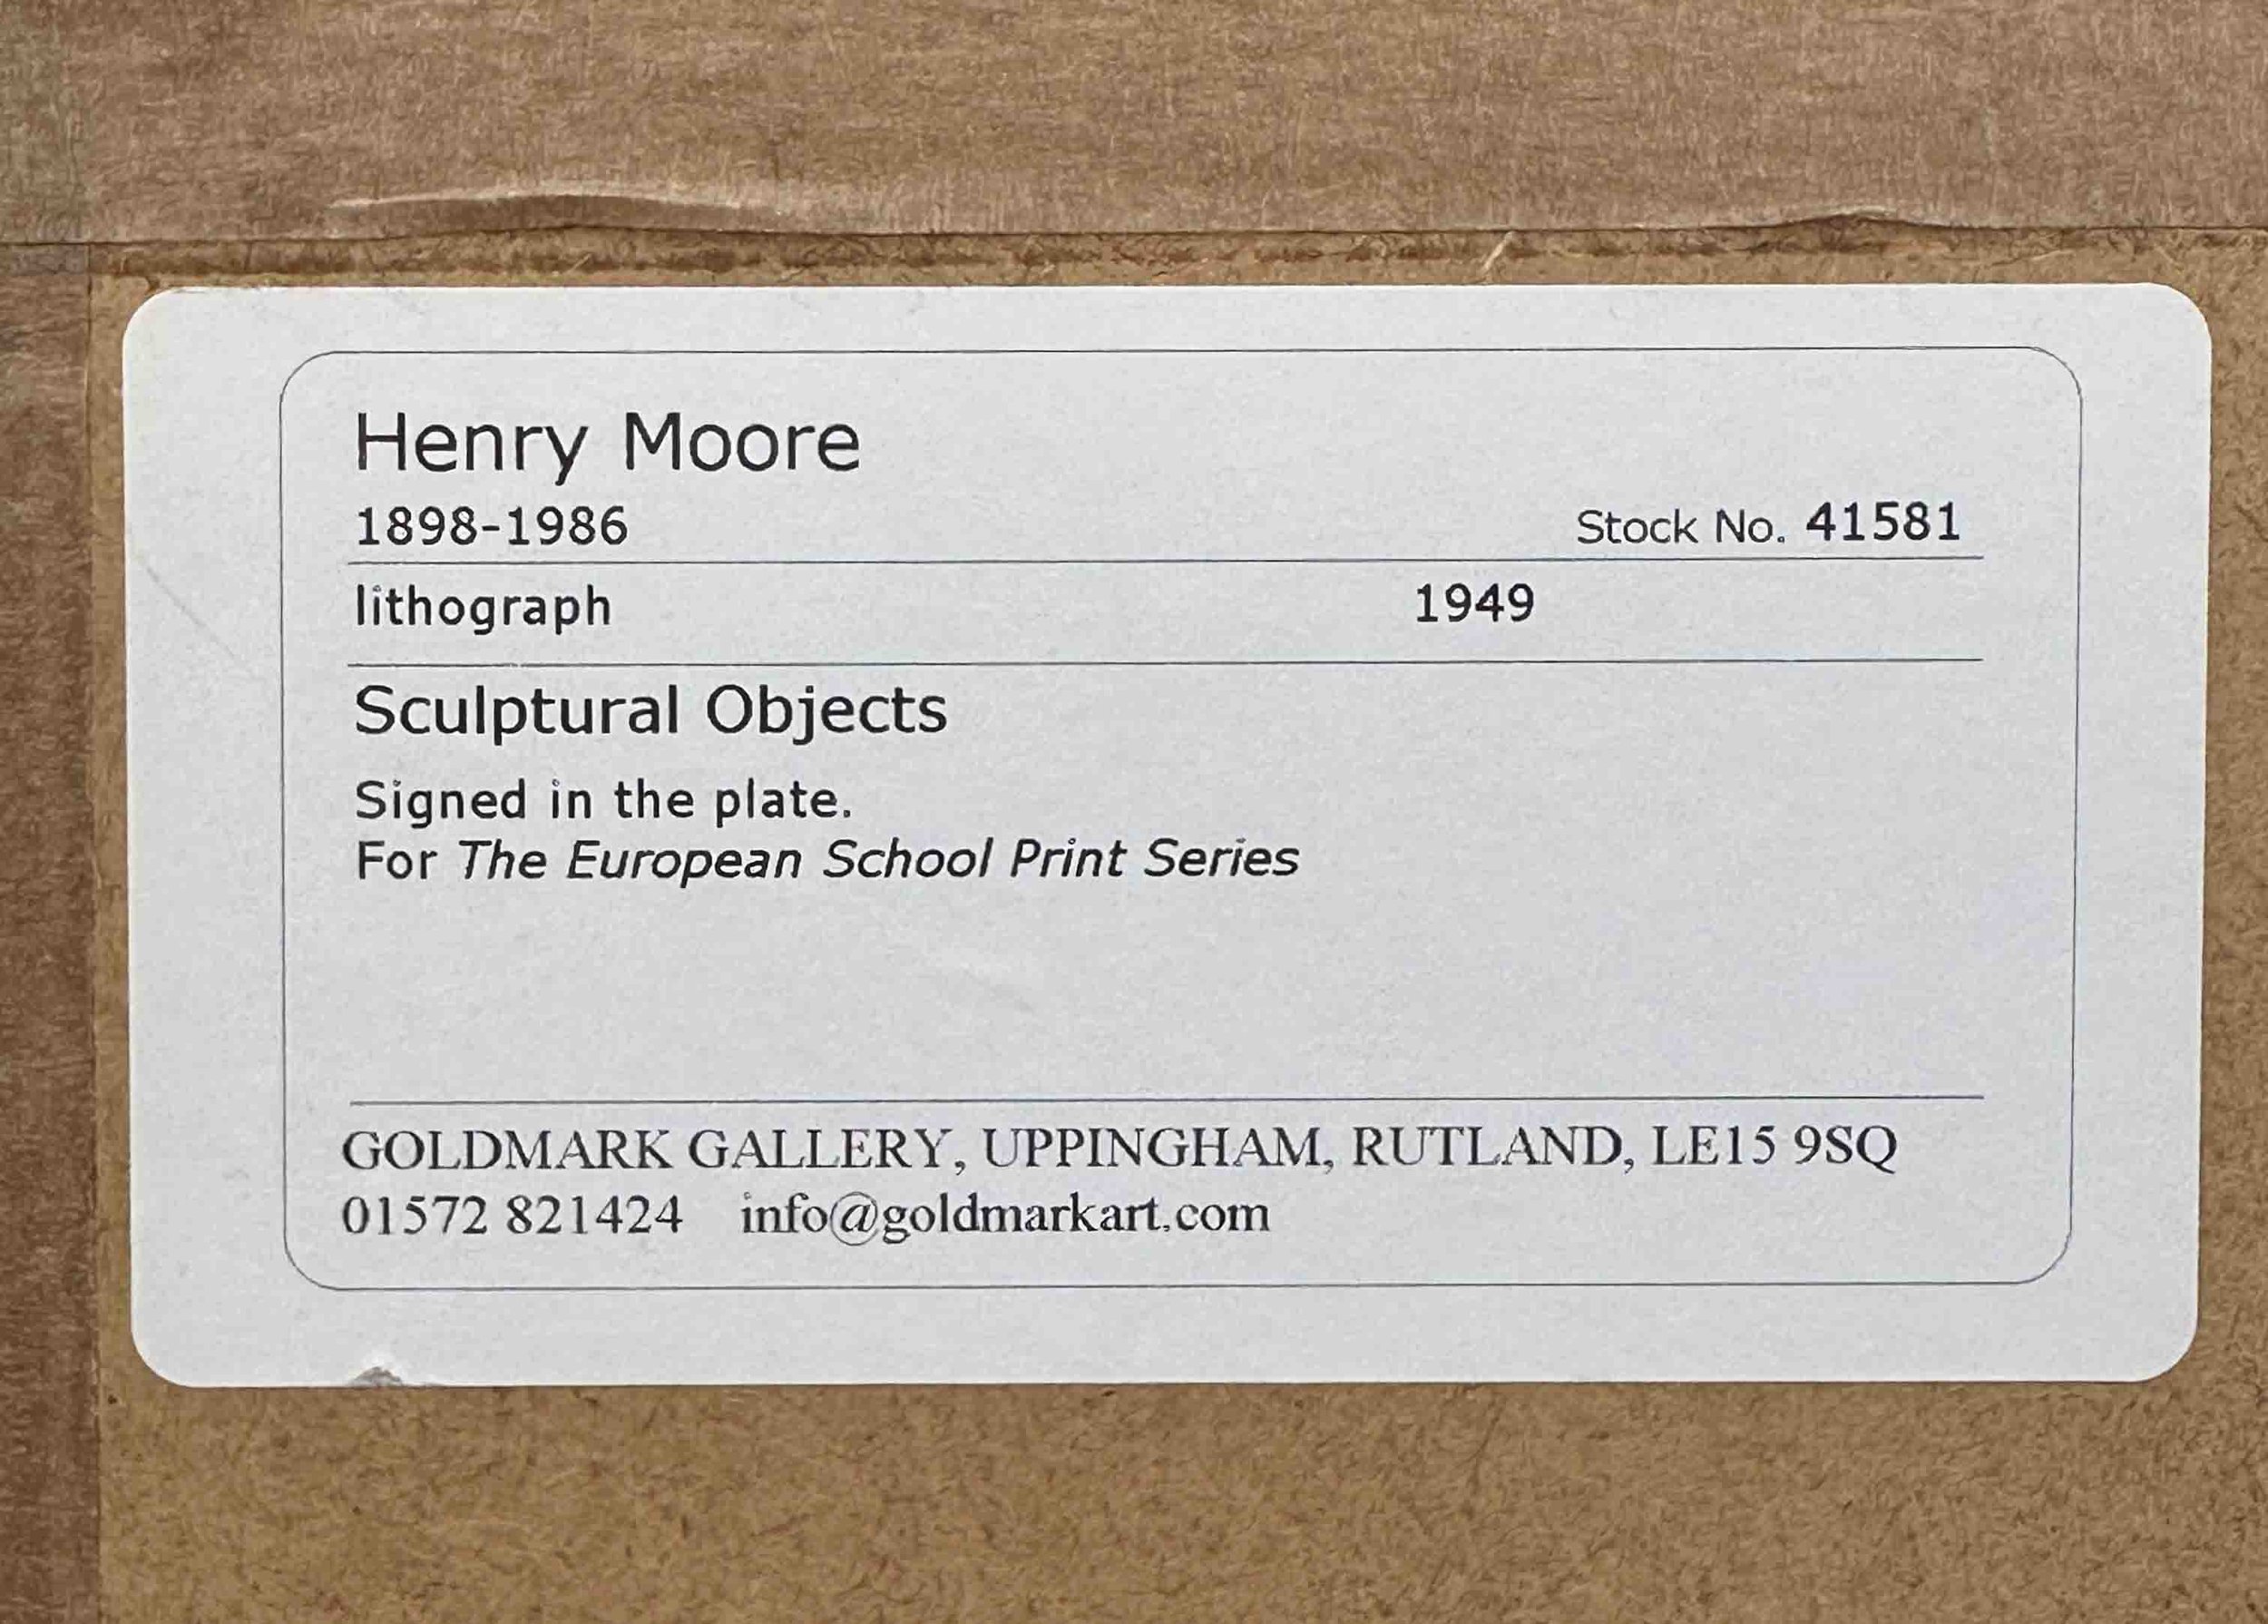 Henry Moore
1898-1986 Stock No. 41581
lithograph 1949
Sculptural Objects
Signed in the plate.
For The European School Print Series
GOLDMARK GALLERY, UPPINGHAM, RUTLAND, LE15 9SQ
01572 821424 info@goldmarkart.com